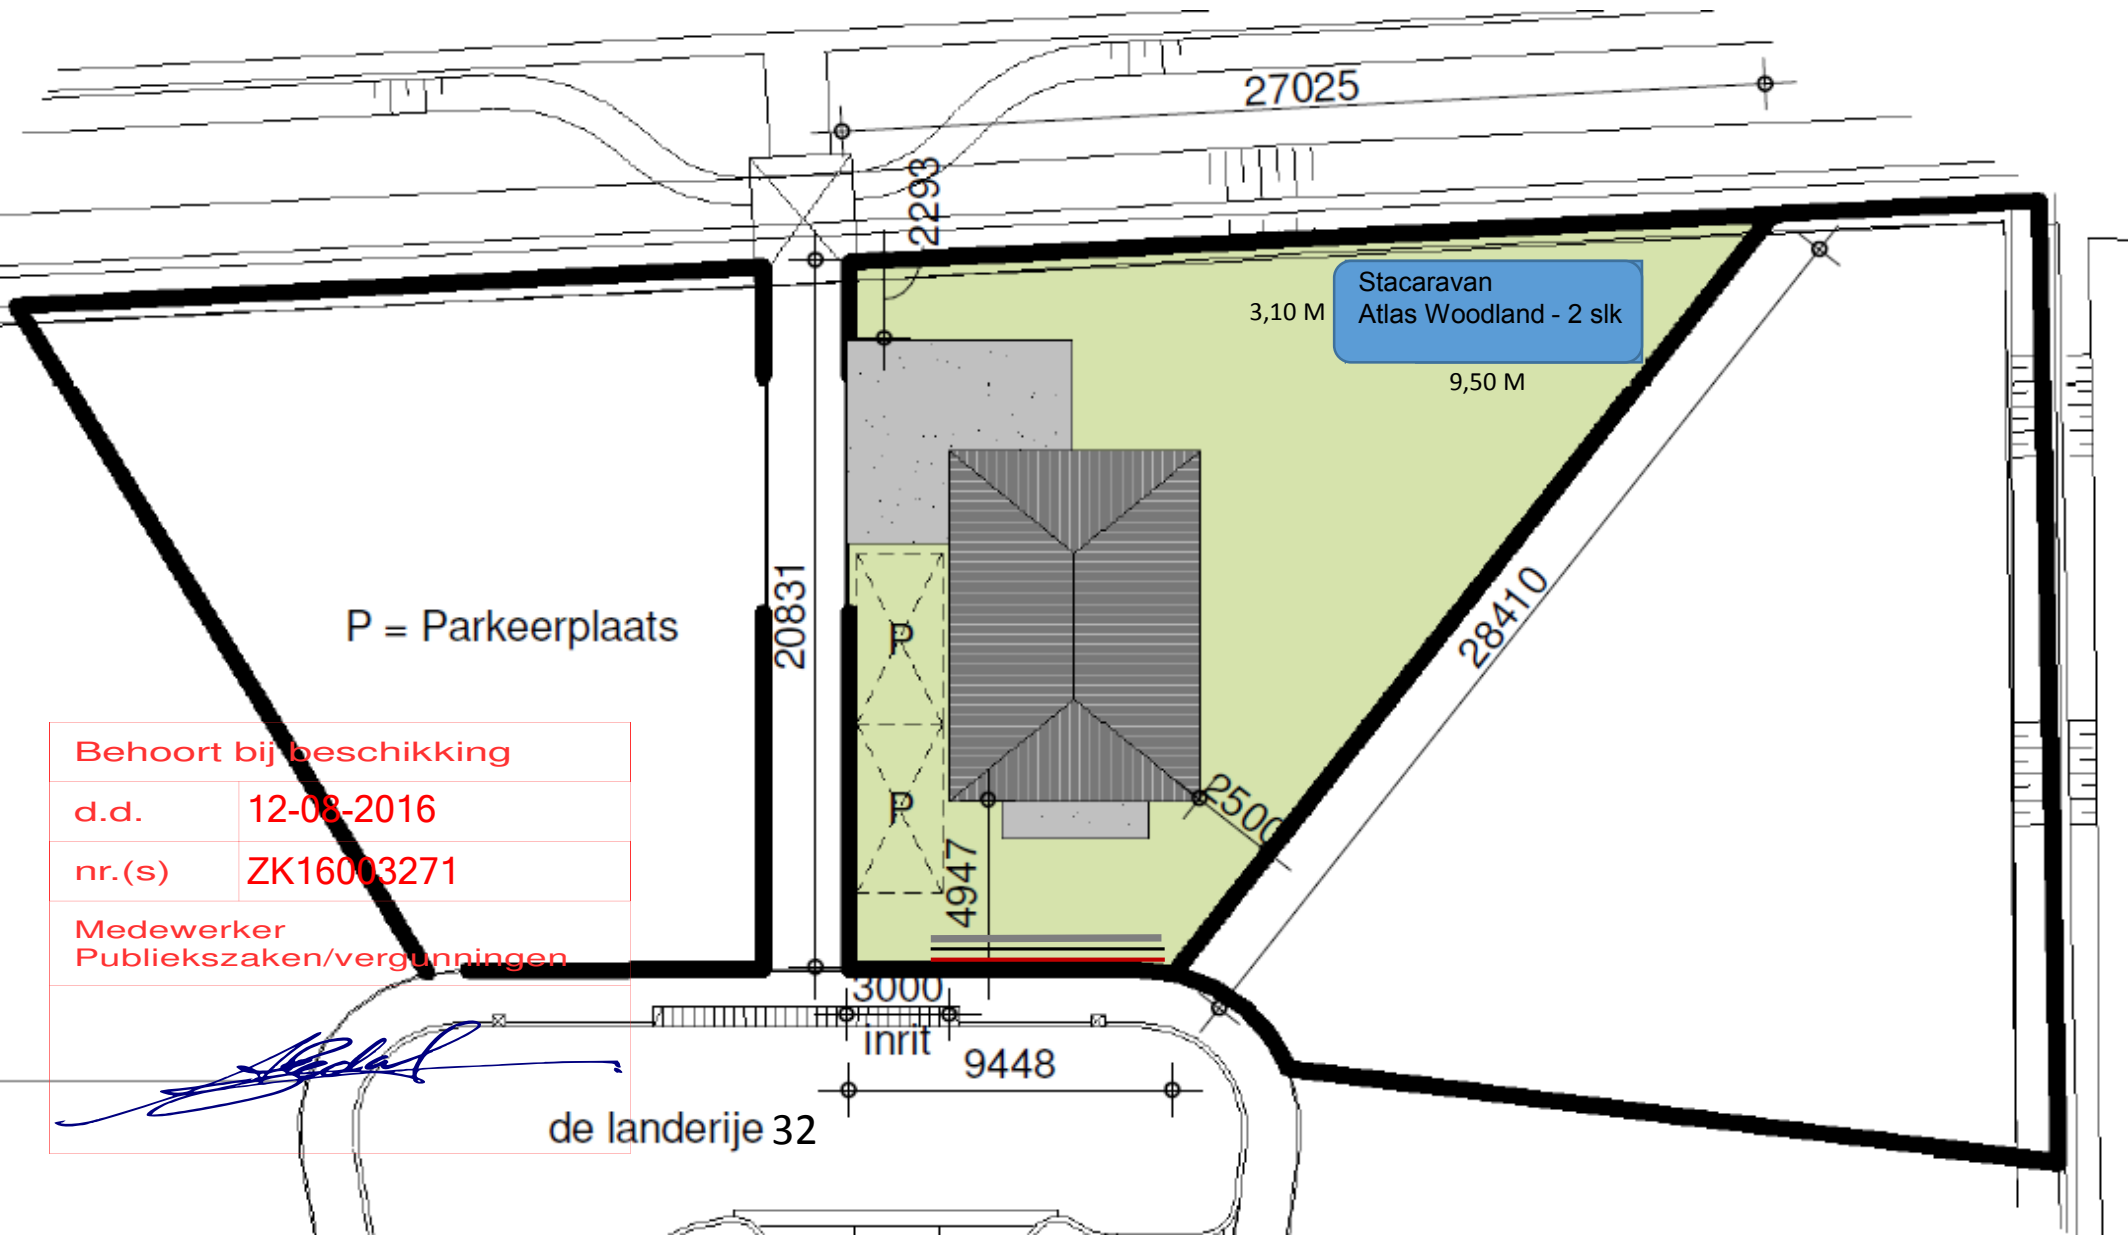 27025
2293
Stacaravan
3,10 M
Atlas Woodland - 2 slk
9,50 M
20831
28410
P = Parkeerplaats
P
P
2500
4947
Behoort bij beschikking
d.d. 12-08-2016
nr.(s) ZK16003271
Medewerker
Publiekszaken/vergunningen
3000
inrit
9448
de landerije 32